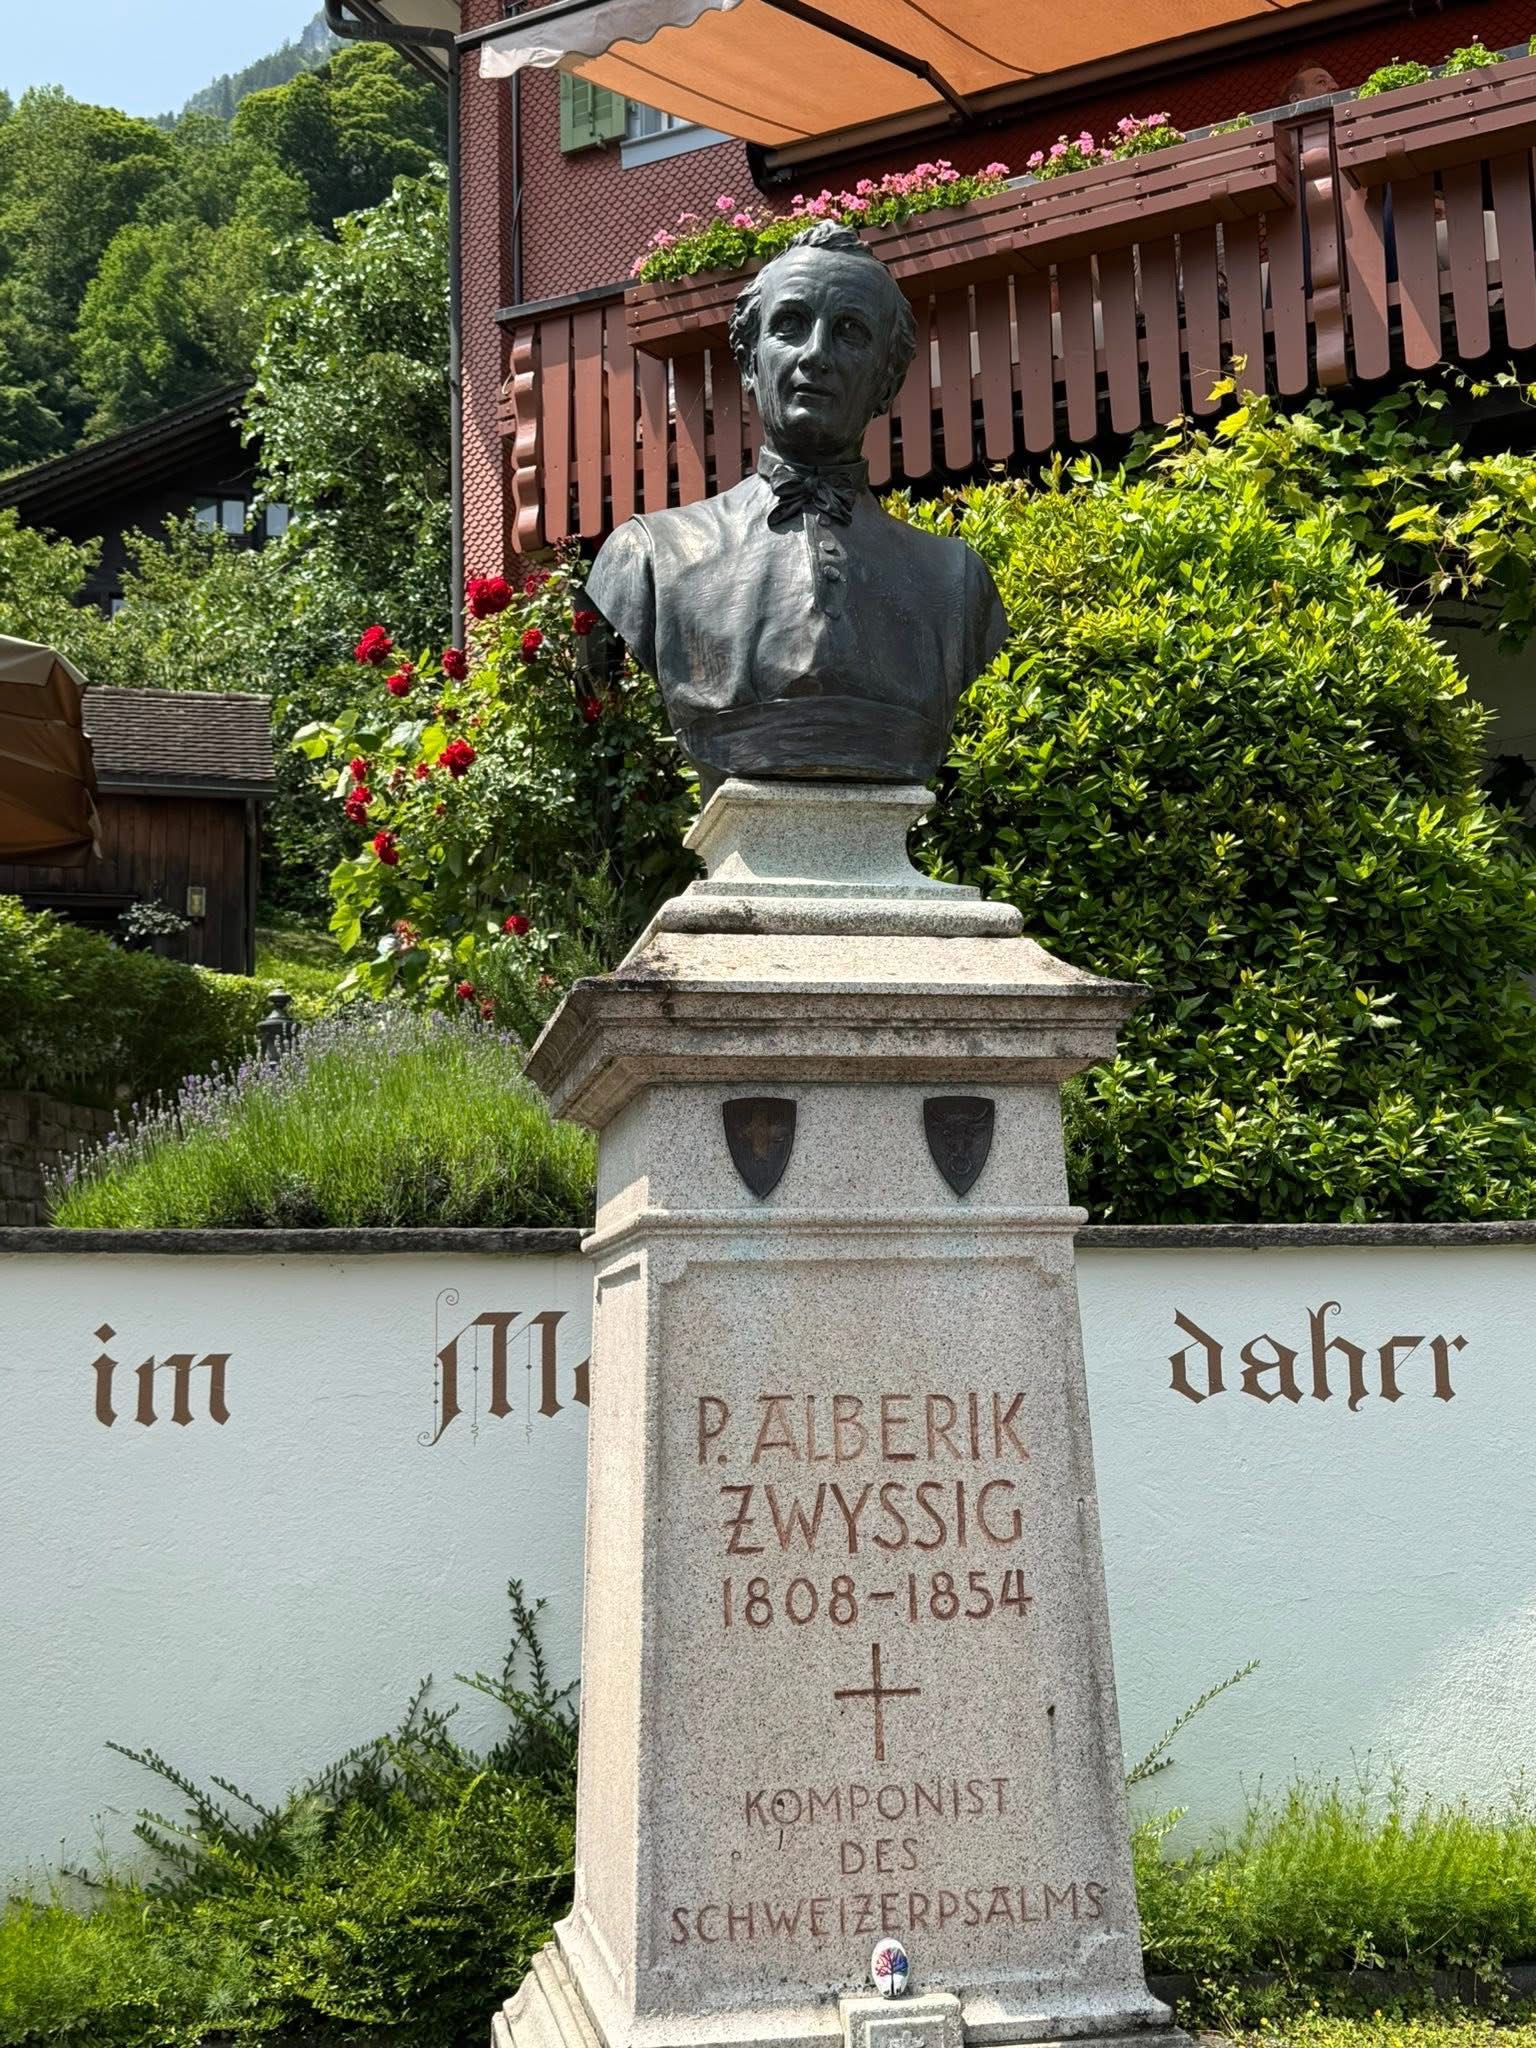 im daher
P. ALBERIK
ZWYSSIG
1808-1854
KOMPONIST
DES
SCHWEIZERPSALMS